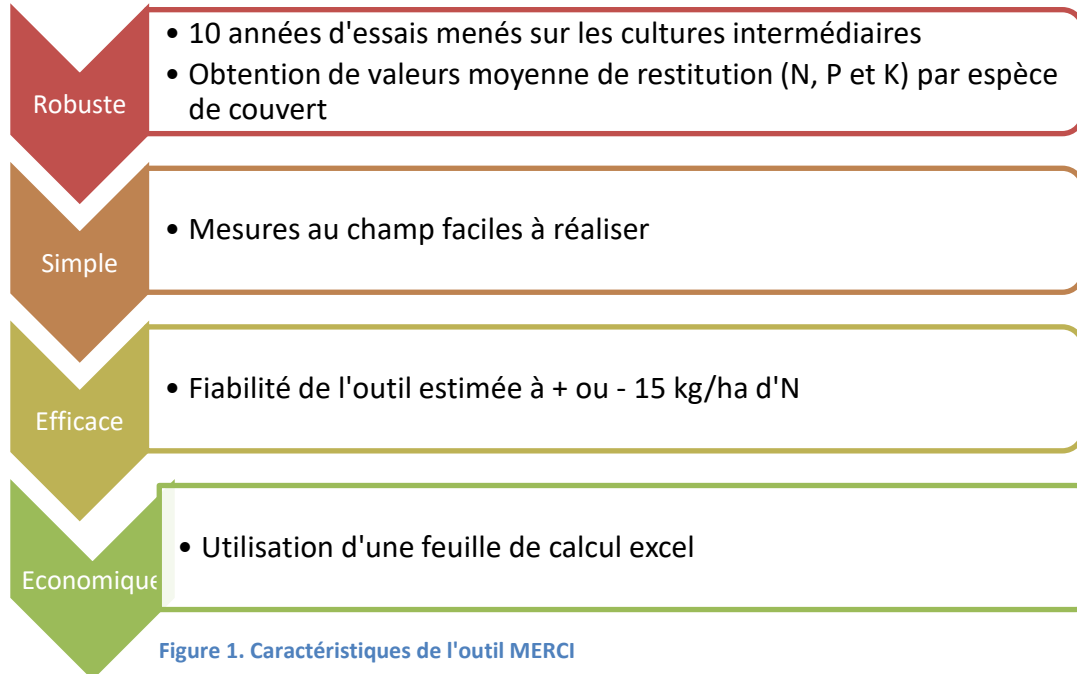 Robuste
• 10 années d'essais menés sur les cultures intermédiaires
• Obtention de valeurs moyenne de restitution (N, P et K) par espèce
de couvert
Simple
• Mesures au champ faciles à réaliser
Efficace
• Fiabilité de l'outil estimée à + ou - 15 kg/ha d'N
Economique
• Utilisation d'une feuille de calcul excel
Figure 1. Caractéristiques de l'outil MERCI